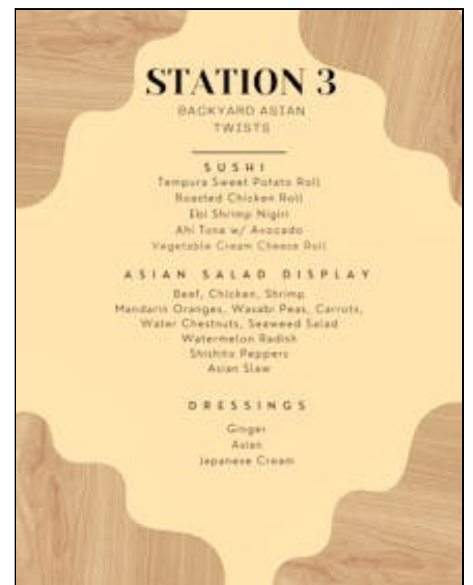 STATION 3
BACKYARD ASIAN
TWISTS
SUSHI
Tempura Sweet Potato Roll
Roasted Chicken Roll
Ebi Shrimp Nigiri
Ahi Tuna w/ Avocado
Vegetable Cream Cheese Roll
ASIAN SALAD DISPLAY
Beef, Chicken, Shrimp
Mandarin Oranges, Wasabi Peas, Carrots,
Water Chestnuts, Seaweed Salad
Watermelon Radish
Shishito Peppers
Asian Slaw
DRESSINGS
Ginger
Asian
Japanese Cream